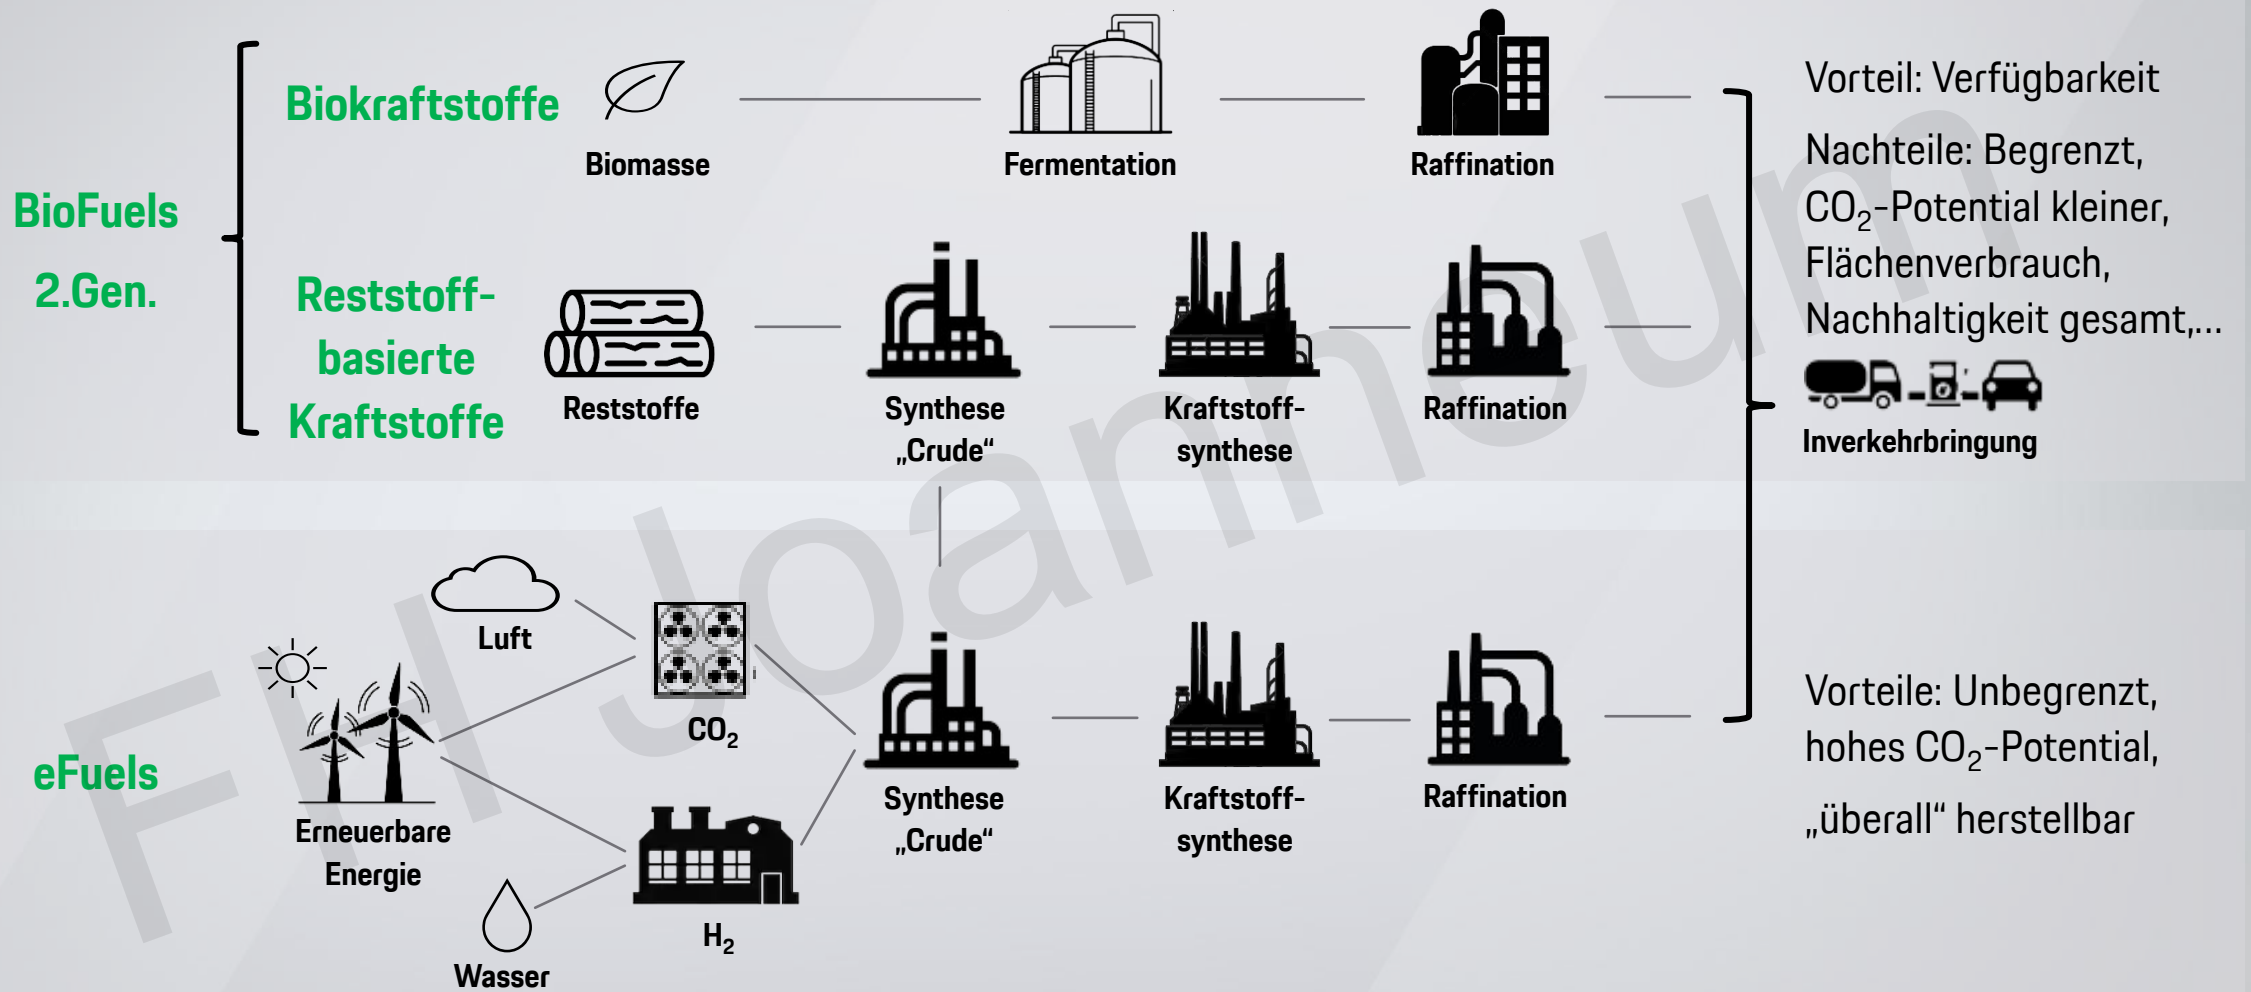 BioFuels
2.Gen.
Biokraftstoffe
Biomasse
Fermentation
Raffination
Reststoff-
basierte
Kraftstoffe
Reststoffe
Synthese
„Crude“
Kraftstoff-
synthese
Raffination
Vorteil: Verfügbarkeit
Nachteile: Begrenzt,
CO₂-Potential kleiner,
Flächenverbrauch,
Nachhaltigkeit gesamt,...
Inverkehrbringung
eFuels
Luft
Erneuerbare
Energie
Wasser
CO₂
H₂
Synthese
„Crude“
Kraftstoff-
synthese
Raffination
Vorteile: Unbegrenzt,
hohes CO₂-Potential,
„überall“ herstellbar
FH Joanneum